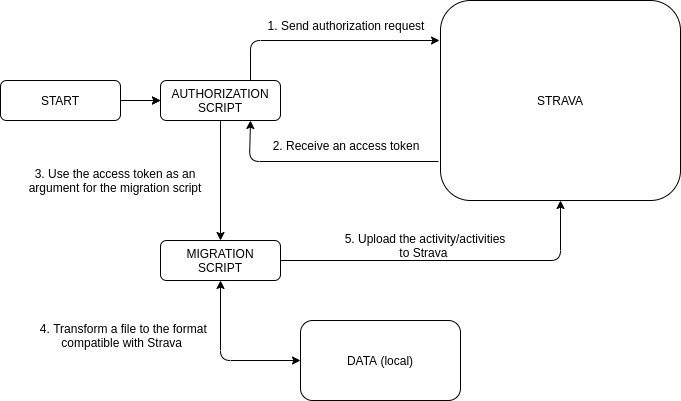 1. Send authorization request
START
AUTHORIZATION
SCRIPT
STRAVA
2. Receive an access token
3. Use the access token as an
argument for the migration script
5. Upload the activity/activities
to Strava
MIGRATION
SCRIPT
4. Transform a file to the format
compatible with Strava
DATA (local)